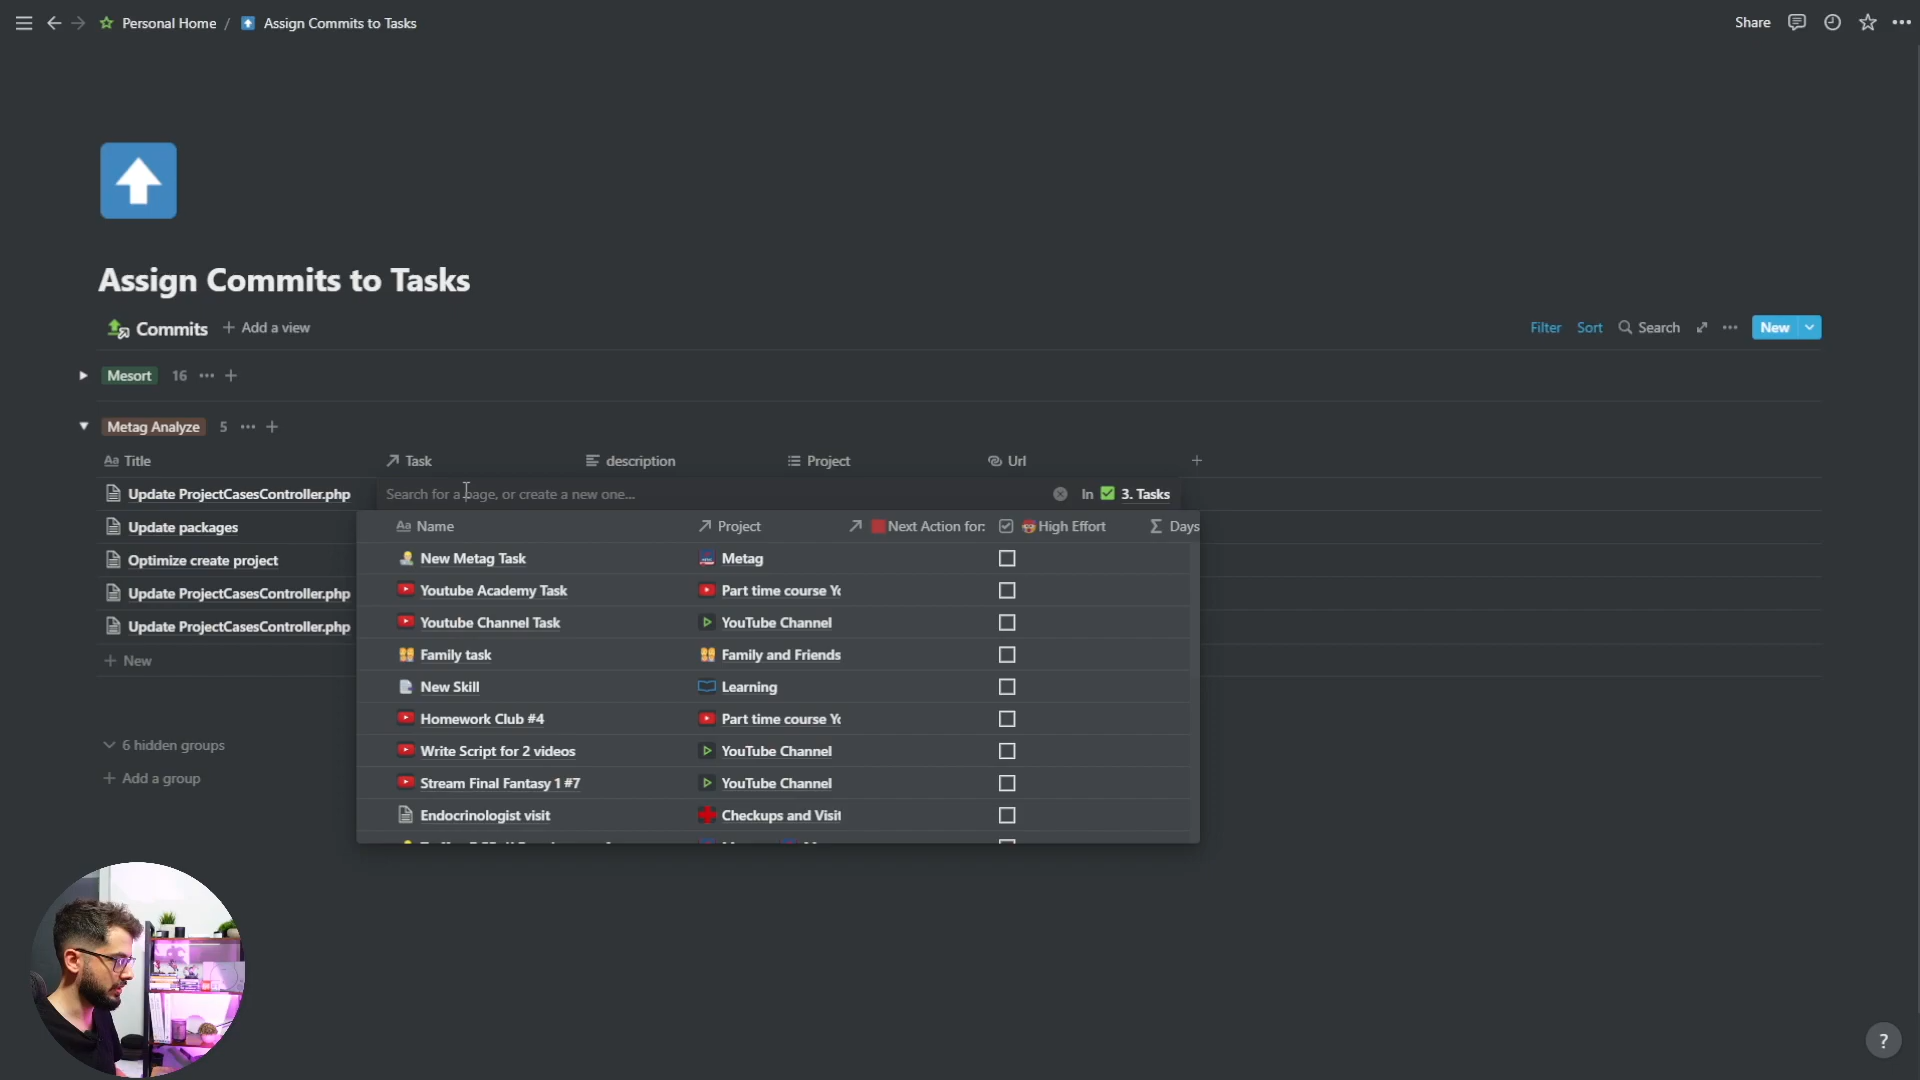 Personal Home / Assign Commits to Tasks
Share
Assign Commits to Tasks
Commits + Add a view
Filter Sort Search New
Mesort 16
Metag Analyze 5
Aa Title Task description Project Url
Update ProjectCasesController.php
Search for a page, or create a new one... In 3. Tasks
Update packages
Optimize create project
Update ProjectCasesController.php
Update ProjectCasesController.php
+ New
Aa Name Project Next Action for: High Effort Σ Days
New Metag Task Metag
Youtube Academy Task Part time course Yo
Youtube Channel Task YouTube Channel
Family task Family and Friends
New Skill Learning
Homework Club #4 Part time course Yo
Write Script for 2 videos YouTube Channel
Stream Final Fantasy 1 #7 YouTube Channel
Endocrinologist visit Checkups and Visit
6 hidden groups
+ Add a group
?